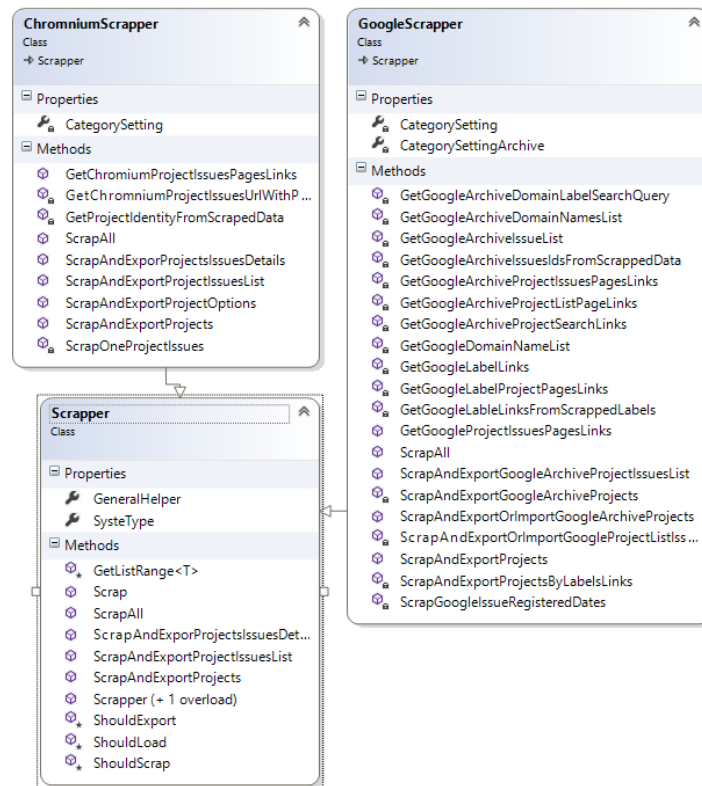 ChromniumScrapper
Class
Scrapper
Properties
CategorySetting
Methods
GetChromiumProjectIssuesPagesLinks
GetChromniumProjectIssuesUrlWithP...
GetProjectIdentityFromScrapedData
ScrapAll
ScrapAndExporProjectsIssuesDetails
ScrapAndExportProjectIssuesList
ScrapAndExportProjectOptions
ScrapAndExportProjects
ScrapOneProjectIssues
GoogleScrapper
Class
Scrapper
Properties
CategorySetting
CategorySettingArchive
Methods
GetGoogleArchiveDomainLabelSearchQuery
GetGoogleArchiveDomainNamesList
GetGoogleArchiveIssueList
GetGoogleArchiveIssuesIdsFromScrappedData
GetGoogleArchiveProjectIssuesPagesLinks
GetGoogleArchiveProjectListPageLinks
GetGoogleArchiveProjectSearchLinks
GetGoogleDomainNameList
GetGoogleLabelLinks
GetGoogleLabelProjectPagesLinks
GetGoogleLableLinksFromScrappedLabels
GetGoogleProjectIssuesPagesLinks
ScrapAll
ScrapAndExportGoogleArchiveProjectIssuesList
ScrapAndExportGoogleArchiveProjects
ScrapAndExportOrImportGoogleArchiveProjects
ScrapAndExportOrImportGoogleProjectListIss...
ScrapAndExportProjects
ScrapAndExportProjectsByLabelsLinks
ScrapGoogleIssueRegisteredDates
Scrapper
Class
Properties
GeneralHelper
SysteType
Methods
GetListRange<T>
Scrap
ScrapAll
ScrapAndExporProjectsIssuesDet...
ScrapAndExportProjectIssuesList
ScrapAndExportProjects
Scrapper (+ 1 overload)
ShouldExport
ShouldLoad
ShouldScrap